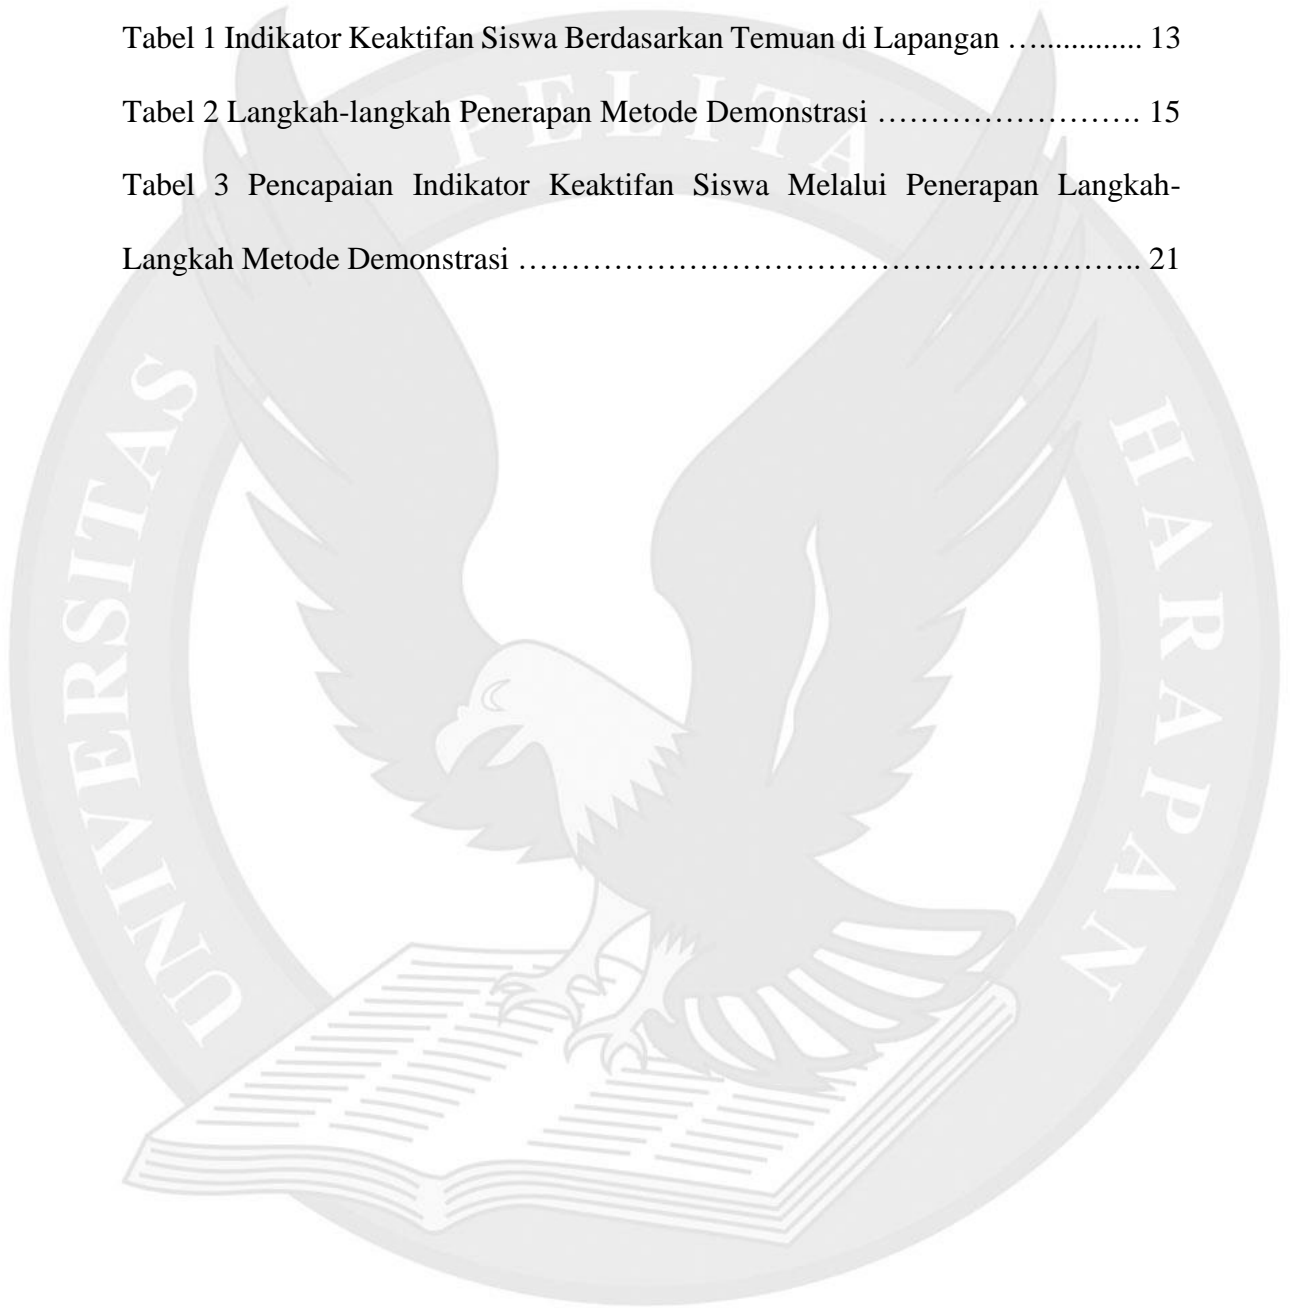 Tabel 1 Indikator Keaktifan Siswa Berdasarkan Temuan di Lapangan …............. 13
Tabel 2 Langkah-langkah Penerapan Metode Demonstrasi ……………………. 15
Tabel 3 Pencapaian Indikator Keaktifan Siswa Melalui Penerapan Langkah-
Langkah Metode Demonstrasi ………………………………………………….. 21
UNIVERSITAS
PELITA
HARAPAN